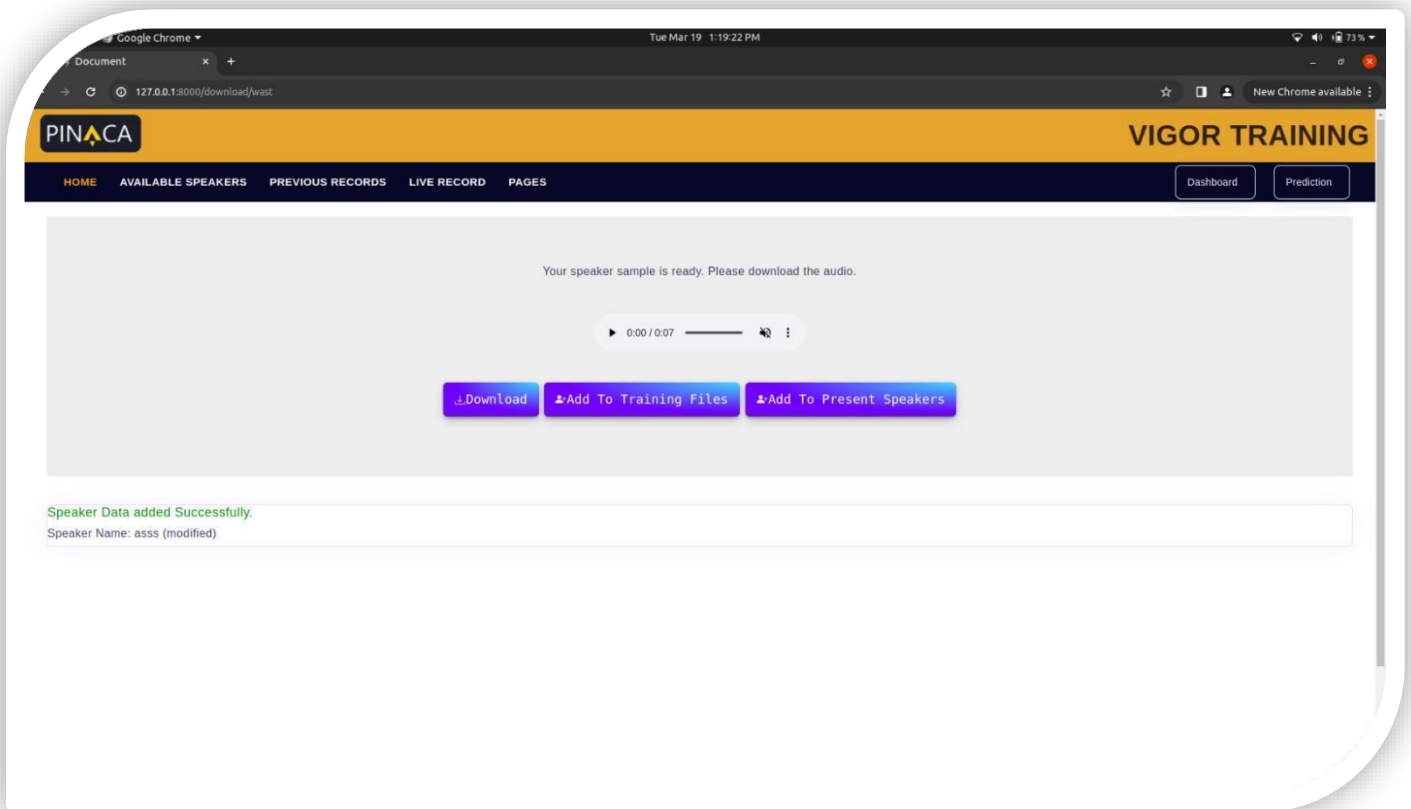 Google Chrome Tue Mar 19 1:19:22 PM 73 %
Document
127.0.0.1:8000/download/wast New Chrome available
PINACA VIGOR TRAINING
HOME AVAILABLE SPEAKERS PREVIOUS RECORDS LIVE RECORD PAGES Dashboard Prediction
Your speaker sample is ready. Please download the audio.
0:00 / 0:07
Download Add To Training Files Add To Present Speakers
Speaker Data added Successfully.
Speaker Name: asss (modified)